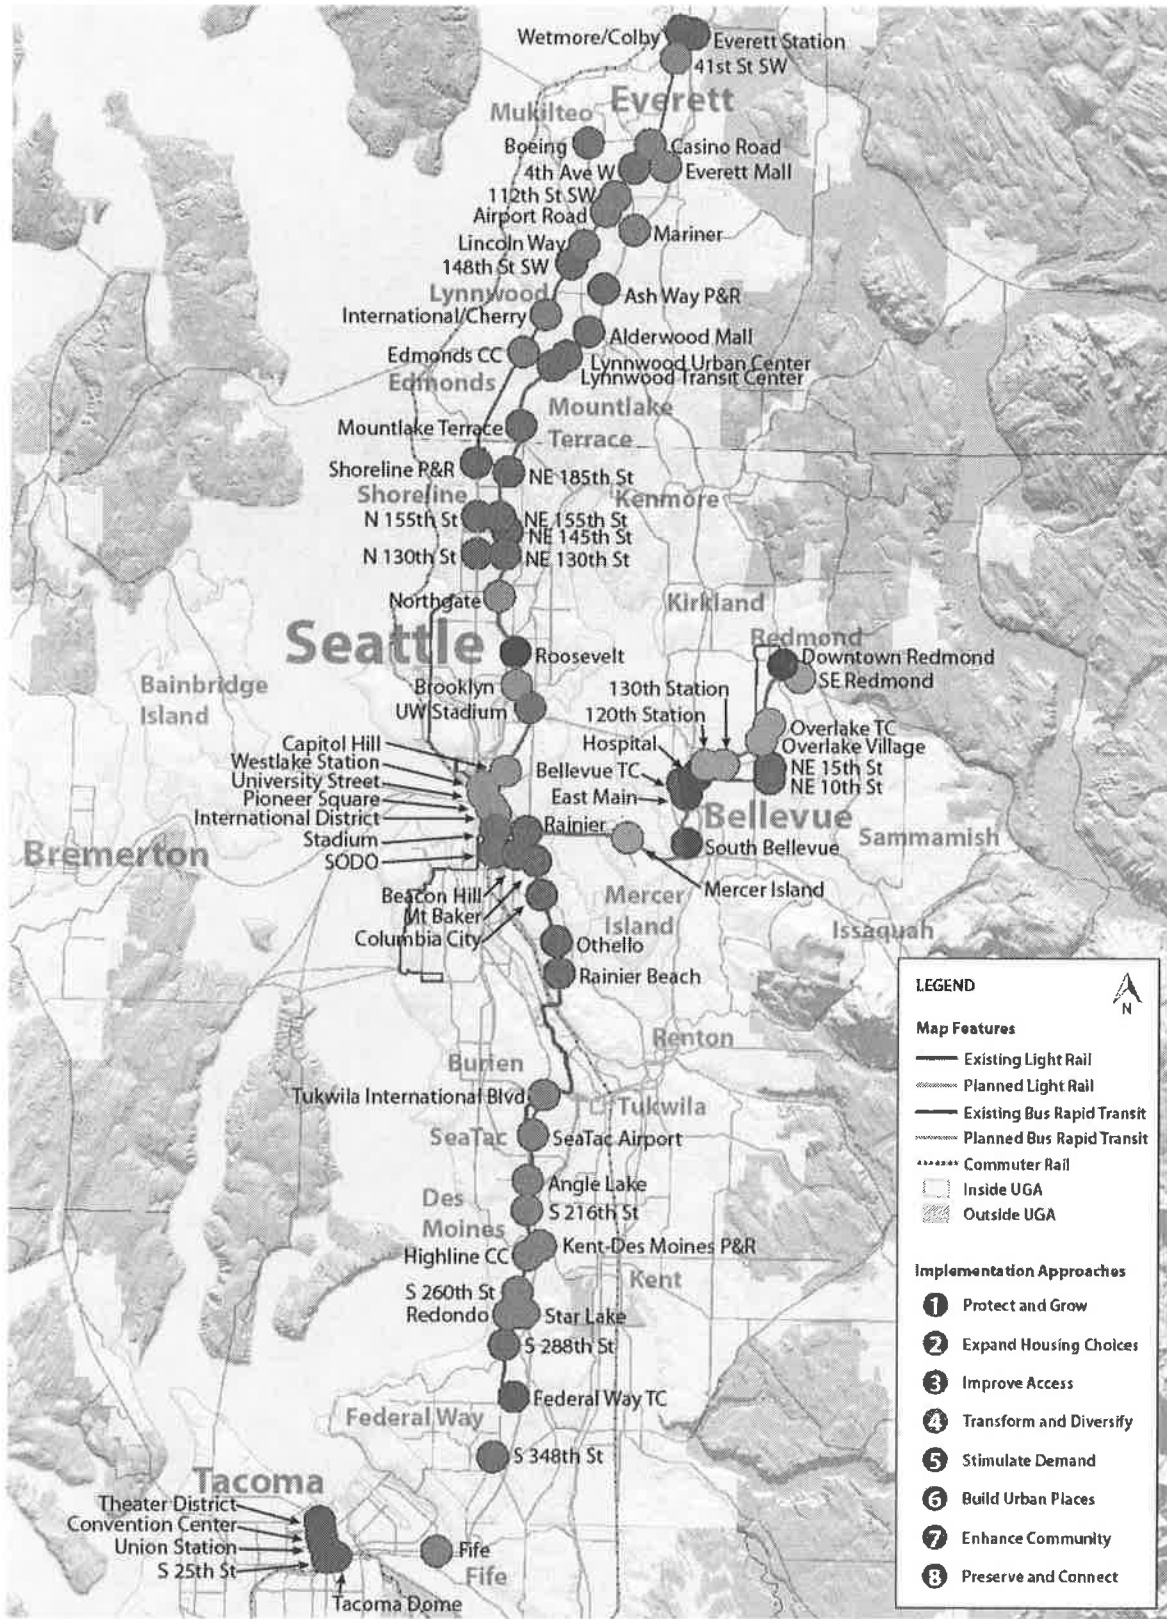 Wetmore/Colby
Everett Station
41st St SW
Everett
Mukilteo
Boeing
Casino Road
4th Ave W
Everett Mall
112th St SW
Airport Road
Mariner
Lincoln Way
148th St SW
Lynnwood
Ash Way P&R
International/Cherry
Alderwood Mall
Edmonds CC
Lynnwood Urban Center
Lynnwood Transit Center
Edmonds
Mountlake
Terrace
Mountlake Terrace
Shoreline P&R
NE 185th St
Shoreline
Kenmore
N 155th St
NE 155th St
NE 145th St
N 130th St
NE 130th St
Northgate
Kirkland
Seattle
Redmond
Roosevelt
Downtown Redmond
SE Redmond
Bainbridge
Island
Brooklyn
130th Station
UW Stadium
120th Station
Overlake TC
Capitol Hill
Hospital
Overlake Village
Westlake Station
Bellevue TC
NE 15th St
University Street
NE 10th St
Pioneer Square
East Main
International District
Rainier
Bellevue
Stadium
Sammamish
Bremerton
SODO
South Bellevue
Mercer Island
Beacon Hill
Mt Baker
Mercer
Island
Columbia City
Issaquah
Othello
Rainier Beach
Renton
Burien
Tukwila International Blvd
Tukwila
SeaTac
SeaTac Airport
Angle Lake
Des
Moines
S 216th St
Kent-Des Moines P&R
Highline CC
Kent
S 260th St
Redondo
Star Lake
S 288th St
Federal Way TC
Federal Way
S 348th St
Tacoma
Theater District
Convention Center
Union Station
S 25th St
Fife
Fife
Tacoma Dome
LEGEND
N
Map Features
Existing Light Rail
Planned Light Rail
Existing Bus Rapid Transit
Planned Bus Rapid Transit
Commuter Rail
Inside UGA
Outside UGA
Implementation Approaches
1 Protect and Grow
2 Expand Housing Choices
3 Improve Access
4 Transform and Diversify
5 Stimulate Demand
6 Build Urban Places
7 Enhance Community
8 Preserve and Connect